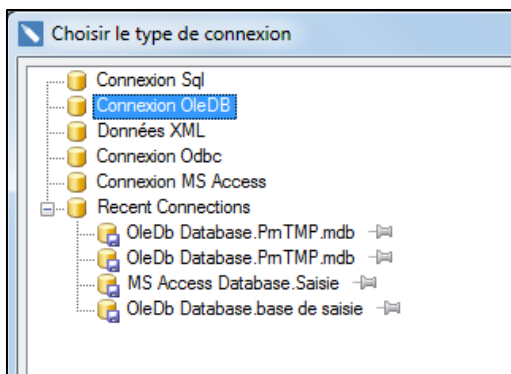 Choisir le type de connexion
Connexion Sql
Connexion OleDB
Données XML
Connexion Odbc
Connexion MS Access
Recent Connections
OleDb Database.PmTMP.mdb
OleDb Database.PmTMP.mdb
MS Access Database.Saisie
OleDb Database.base de saisie